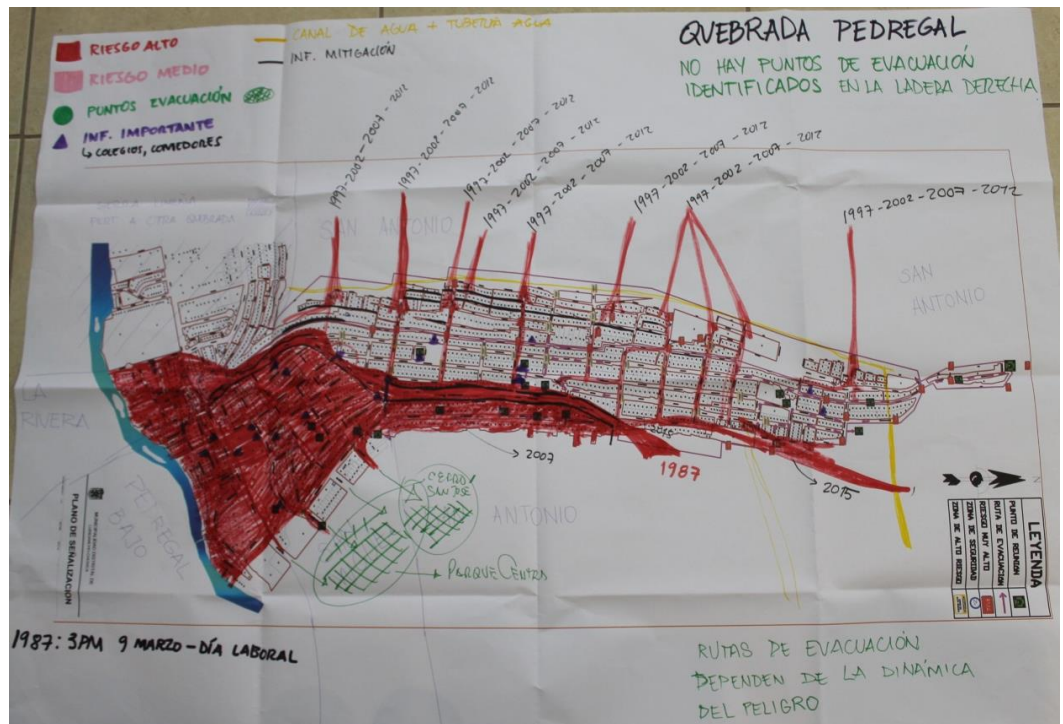 RIESGO ALTO
RIESGO MEDIO
PUNTOS EVACUACIÓN
INF. IMPORTANTE
↳ COLEGIOS, COMEDORES
CANAL DE AGUA + TUBERIA AGUA
INF. MITIGACIÓN
QUEBRADA PEDREGAL
NO HAY PUNTOS DE EVACUACIÓN
IDENTIFICADOS EN LA LADERA DERECHA
1997-2002-2007-2012
1997-2002-2007-2012
1997-2002-2007-2012
1997-2002-2007-2012
1997-2002-2007-2012
1997-2002-2007-2012
1997-2002-2007-2012
1997-2002-2007-2012
SAN ANTONIO
SAN
ANTONIO
LA
RIVERA
PEDREGAL
BAJO
→ 2007
1987
→ 2015
CERRO
SAN JOSE
ANTONIO
→ PARQUE CENTRAL
PLANO DE SEÑALIZACIÓN
LEYENDA
PUNTO DE REUNION
RUTA DE EVACUACION
RIESGO MUY ALTO
ZONA DE SEGURIDAD
ZONA DE ALTO RIESGO
1987: 3PM 9 MARZO - DÍA LABORAL
RUTAS DE EVACUACIÓN
DEPENDEN DE LA DINÁMICA
DEL PELIGRO